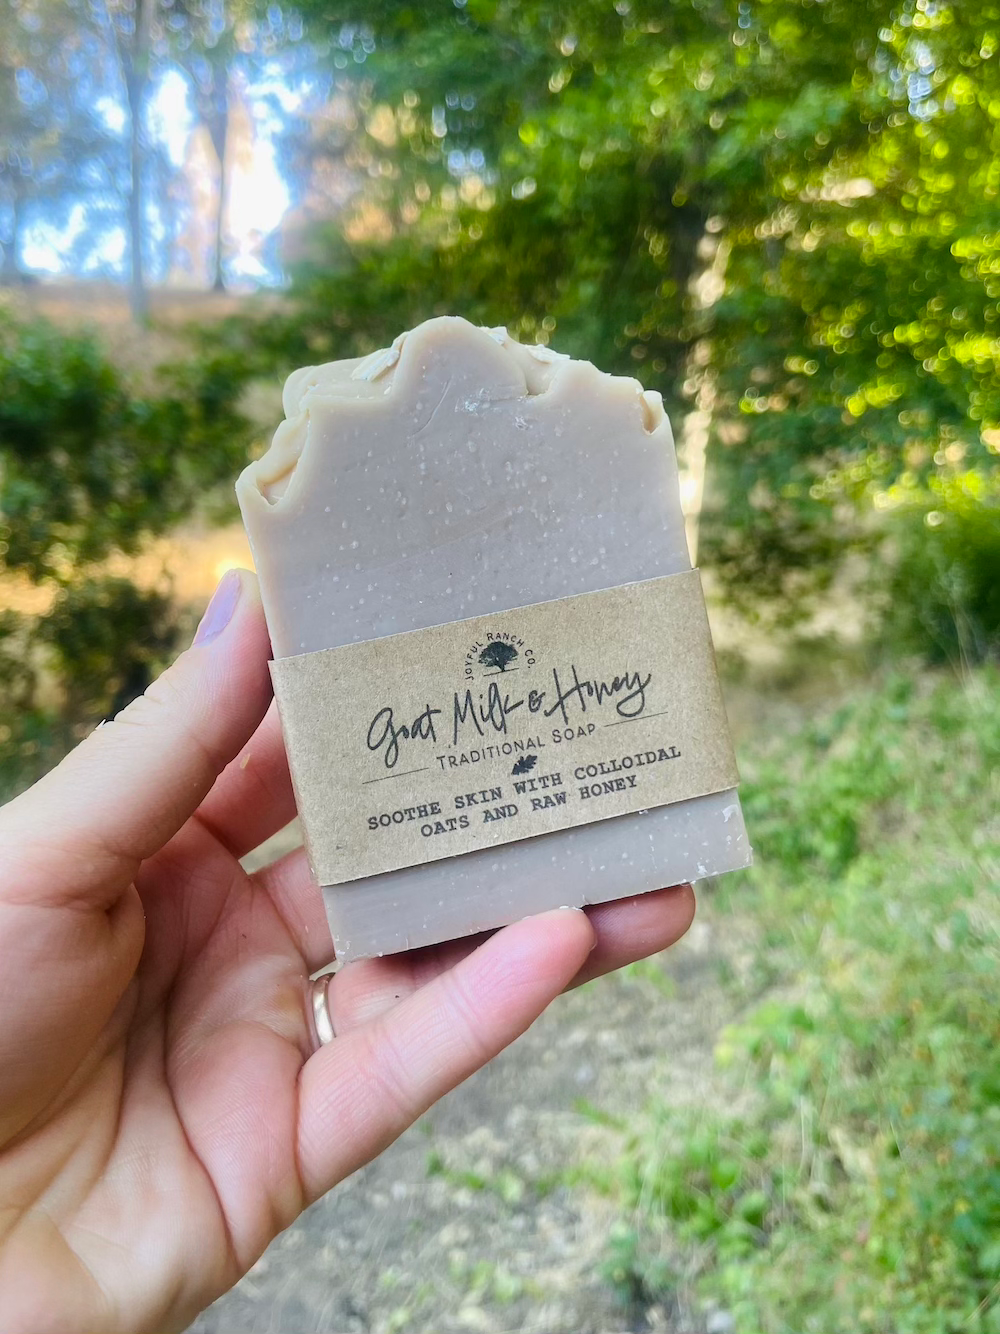 JOYFUL RANCH CO.
Goat Milk & Honey
TRADITIONAL SOAP
SOOTHE SKIN WITH COLLOIDAL
OATS AND RAW HONEY